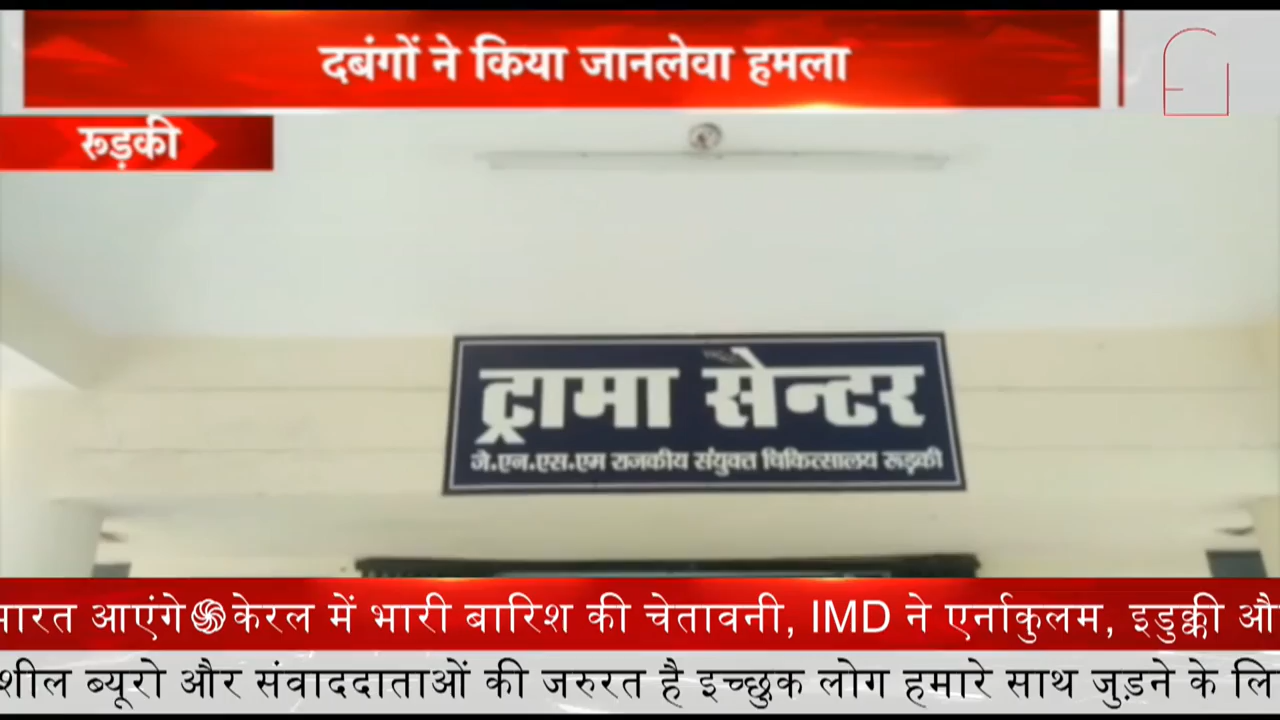 दबंगों ने किया जानलेवा हमला
रूड़की
ट्रामा सेन्टर
जे.एन.एस.एम राजकीय संयुक्त चिकित्सालय रूड़की
भारत आएंगे केरल में भारी बारिश की चेतावनी, IMD ने एर्नाकुलम, इडुक्की औ
शील ब्यूरो और संवाददाताओं की जरुरत है इच्छुक लोग हमारे साथ जुड़ने के लि